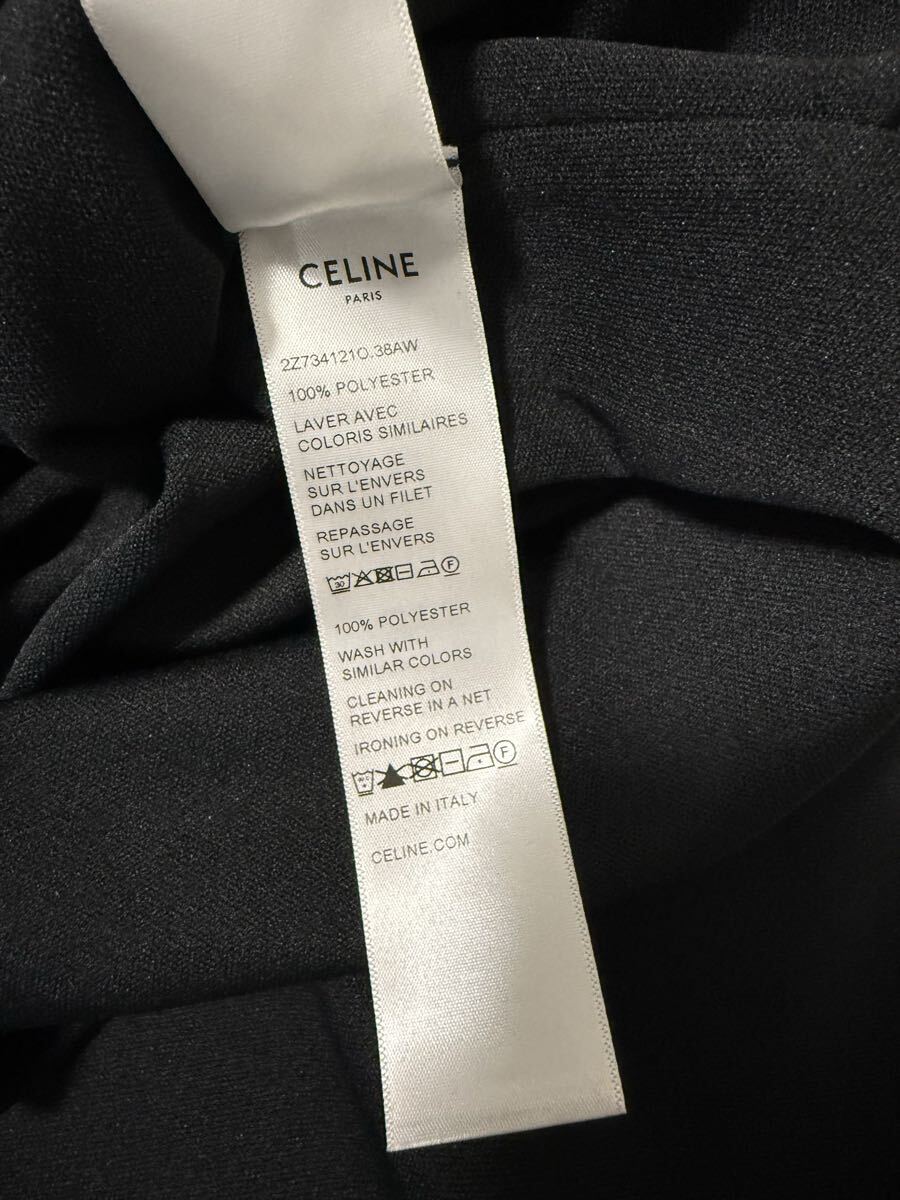 CELINE
PARIS
2Z734121O.38AW
100% POLYESTER
LAVER AVEC
COLORIS SIMILAIRES
NETTOYAGE
SUR L'ENVERS
DANS UN FILET
REPASSAGE
SUR L'ENVERS
30 F
100% POLYESTER
WASH WITH
SIMILAR COLORS
CLEANING ON
REVERSE IN A NET
IRONING ON REVERSE
F
MADE IN ITALY
CELINE.COM